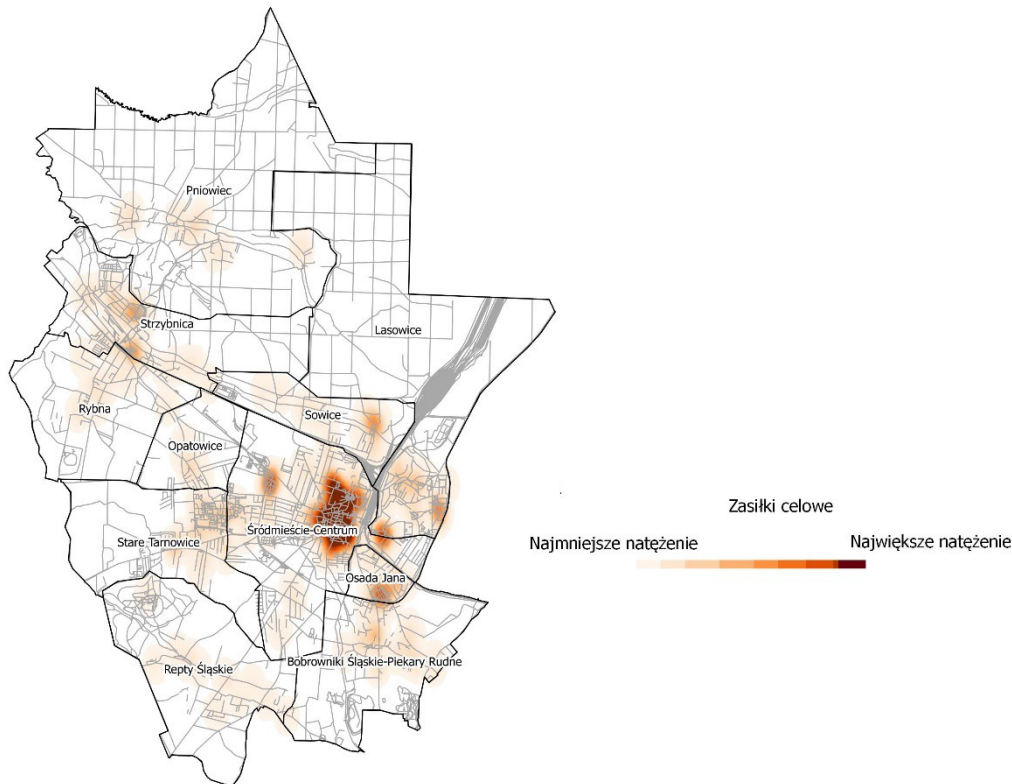 Pniowiec
Strzybnica
Lasowice
Rybna
Sowice
Opatowice
Śródmieście-Centrum
Stare Tarnowice
Osada Jana
Repty Śląskie
Bobrowniki Śląskie-Piekary Rudne
Zasiłki celowe
Najmniejsze natężenie
Największe natężenie